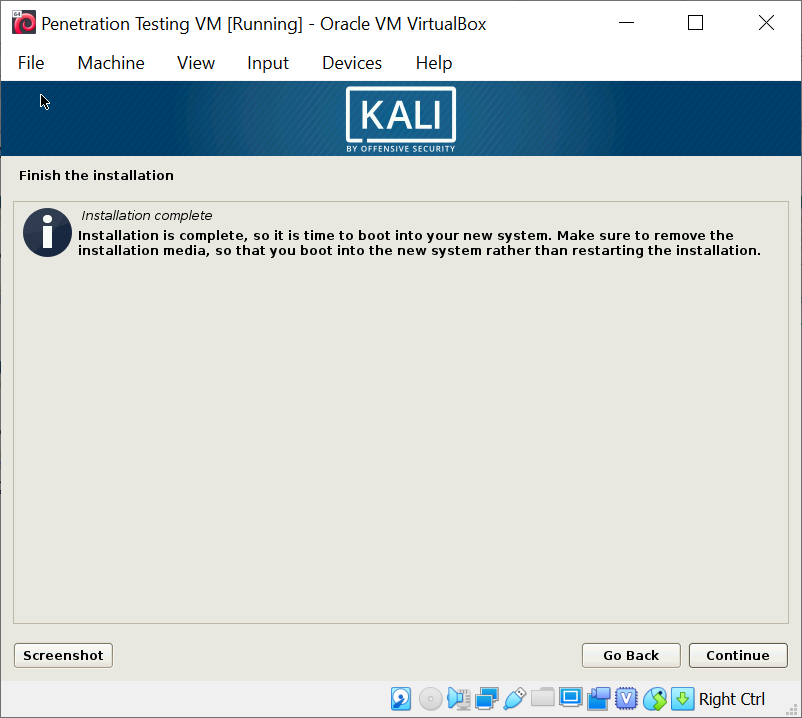 Penetration Testing VM [Running] - Oracle VM VirtualBox
File Machine View Input Devices Help
KALI
BY OFFENSIVE SECURITY
Finish the installation
Installation complete
Installation is complete, so it is time to boot into your new system. Make sure to remove the
installation media, so that you boot into the new system rather than restarting the installation.
Screenshot Go Back Continue
Right Ctrl